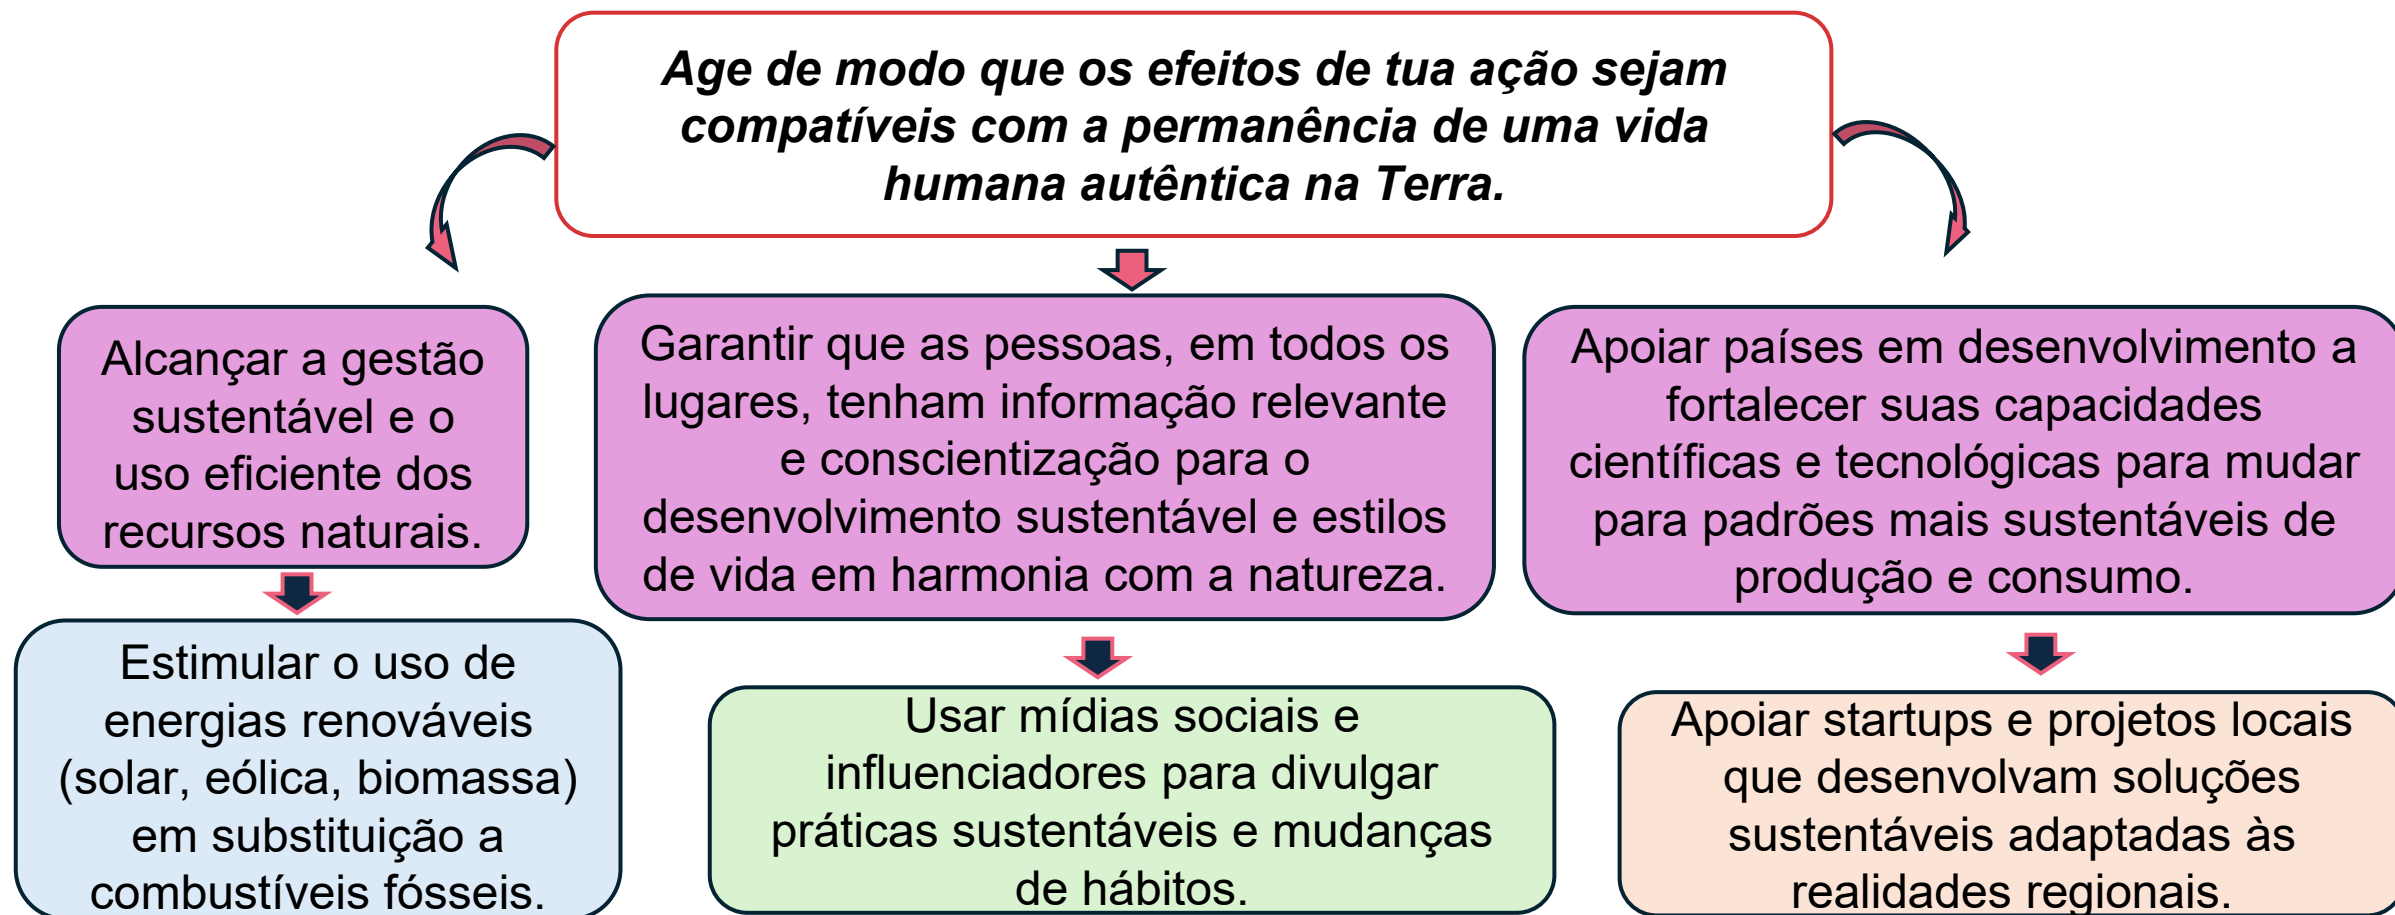 Age de modo que os efeitos de tua ação sejam
compatíveis com a permanência de uma vida
humana autêntica na Terra.
Alcançar a gestão
sustentável e o
uso eficiente dos
recursos naturais.
Garantir que as pessoas, em todos os
lugares, tenham informação relevante
e conscientização para o
desenvolvimento sustentável e estilos
de vida em harmonia com a natureza.
Apoiar países em desenvolvimento a
fortalecer suas capacidades
científicas e tecnológicas para mudar
para padrões mais sustentáveis de
produção e consumo.
Estimular o uso de
energias renováveis
(solar, eólica, biomassa)
em substituição a
combustíveis fósseis.
Usar mídias sociais e
influenciadores para divulgar
práticas sustentáveis e mudanças
de hábitos.
Apoiar startups e projetos locais
que desenvolvam soluções
sustentáveis adaptadas às
realidades regionais.